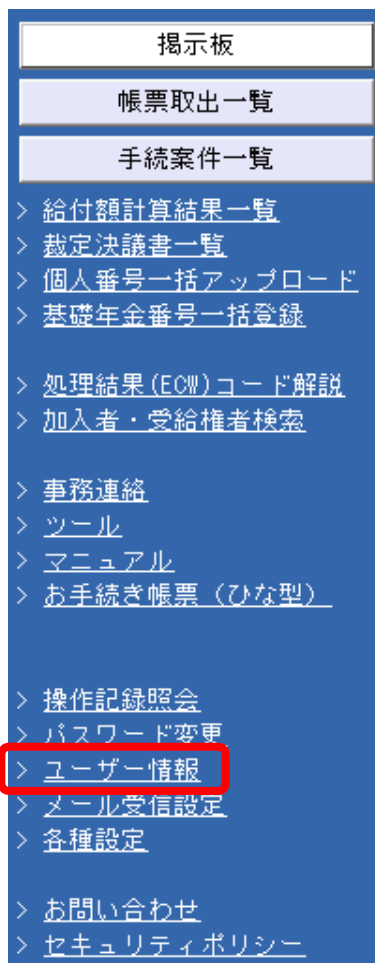 掲示板
帳票取出一覧
手続案件一覧
> 給付額計算結果一覧
> 裁定決議書一覧
> 個人番号一括アップロード
> 基礎年金番号一括登録
> 処理結果(ECW)コード解説
> 加入者・受給権者検索
> 事務連絡
> ツール
> マニュアル
> お手続き帳票（ひな型）
> 操作記録照会
> パスワード変更
> ユーザー情報
> メール受信設定
> 各種設定
> お問い合わせ
> セキュリティポリシー